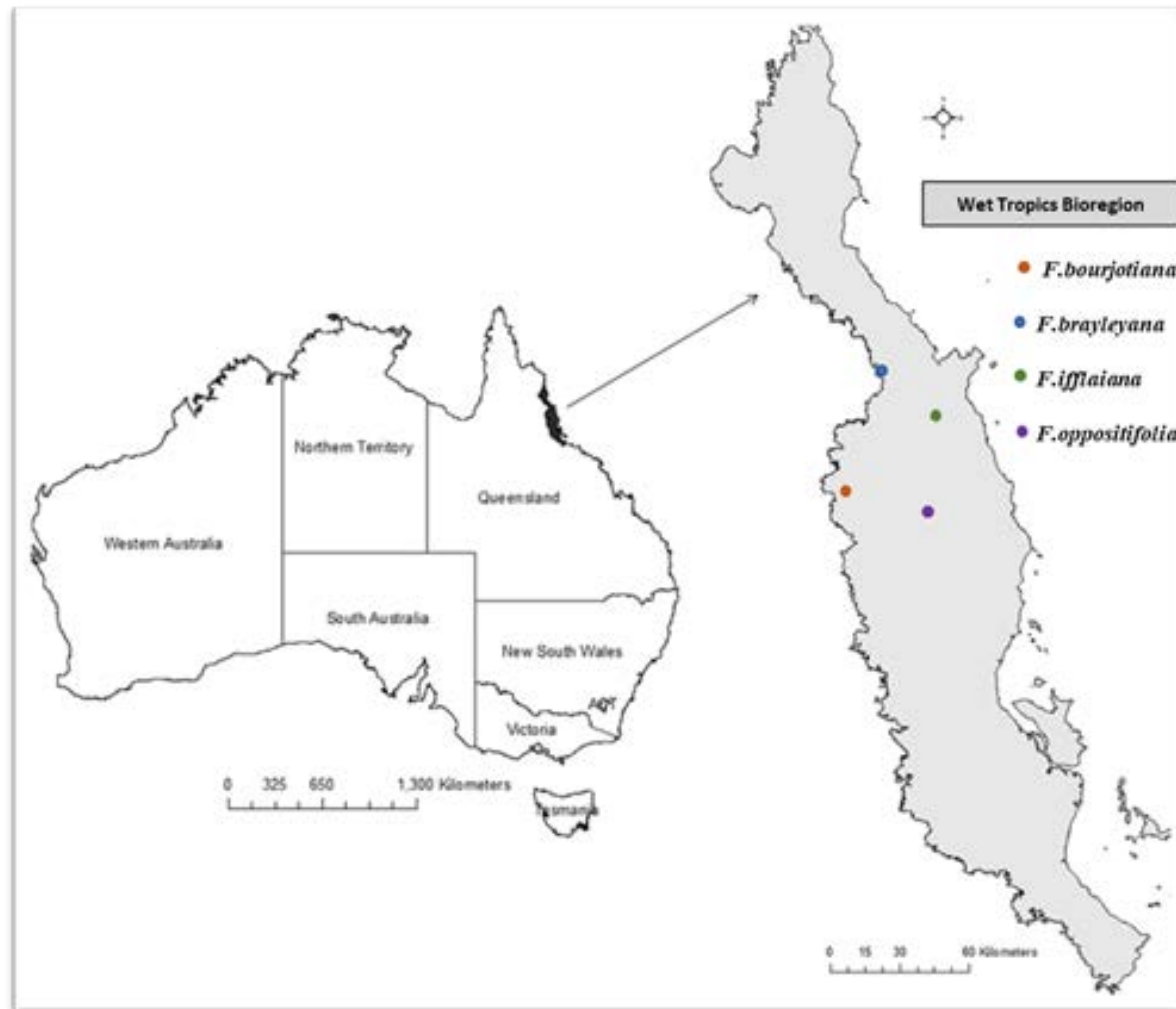 Wet Tropics Bioregion
F.bourjotiana
F.brayleyana
F.ifflaiana
F.oppositifolia
Northern Territory
Queensland
Western Australia
South Australia
New South Wales
ACT
Victoria
0 325 650 1,300 Kilometers
Tasmania
0 15 30 60 Kilometers